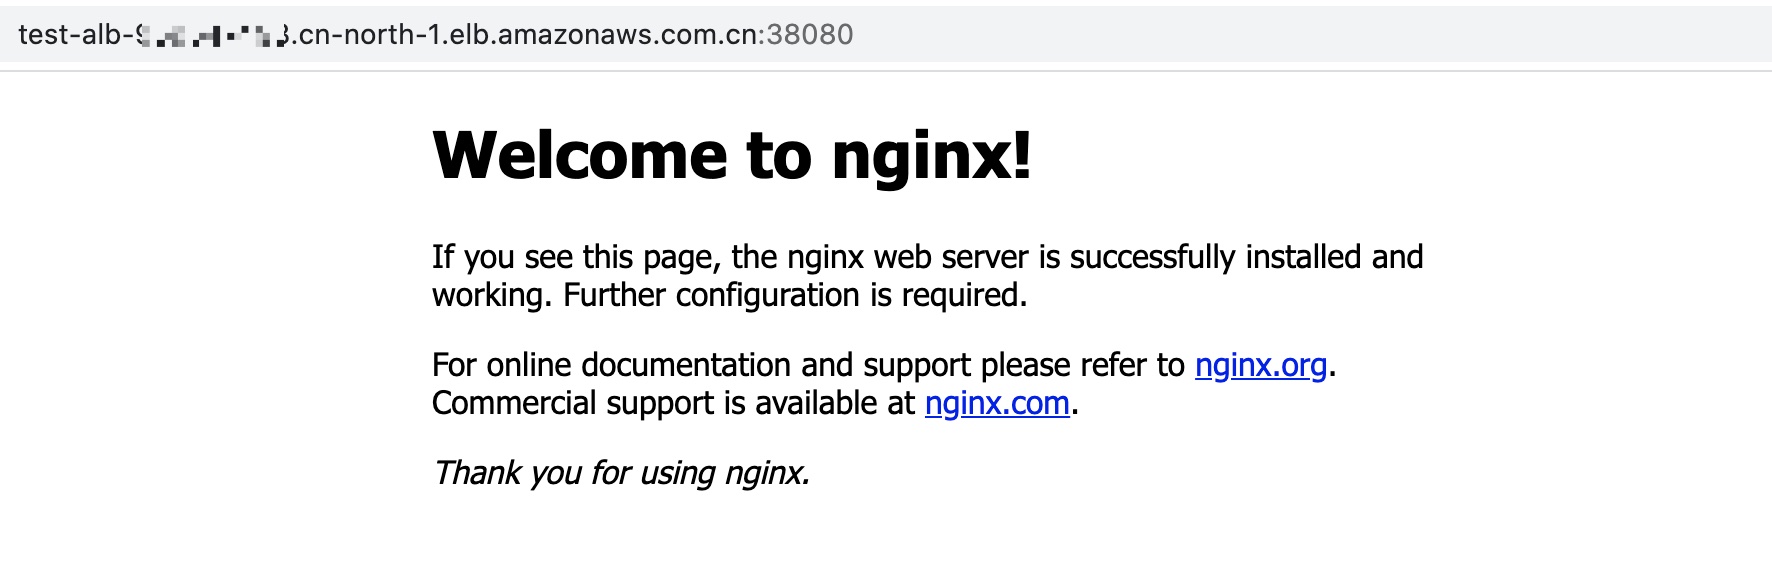 test-alb-9 .cn-north-1.elb.amazonaws.com.cn:38080
Welcome to nginx!
If you see this page, the nginx web server is successfully installed and
working. Further configuration is required.
For online documentation and support please refer to nginx.org.
Commercial support is available at nginx.com.
Thank you for using nginx.